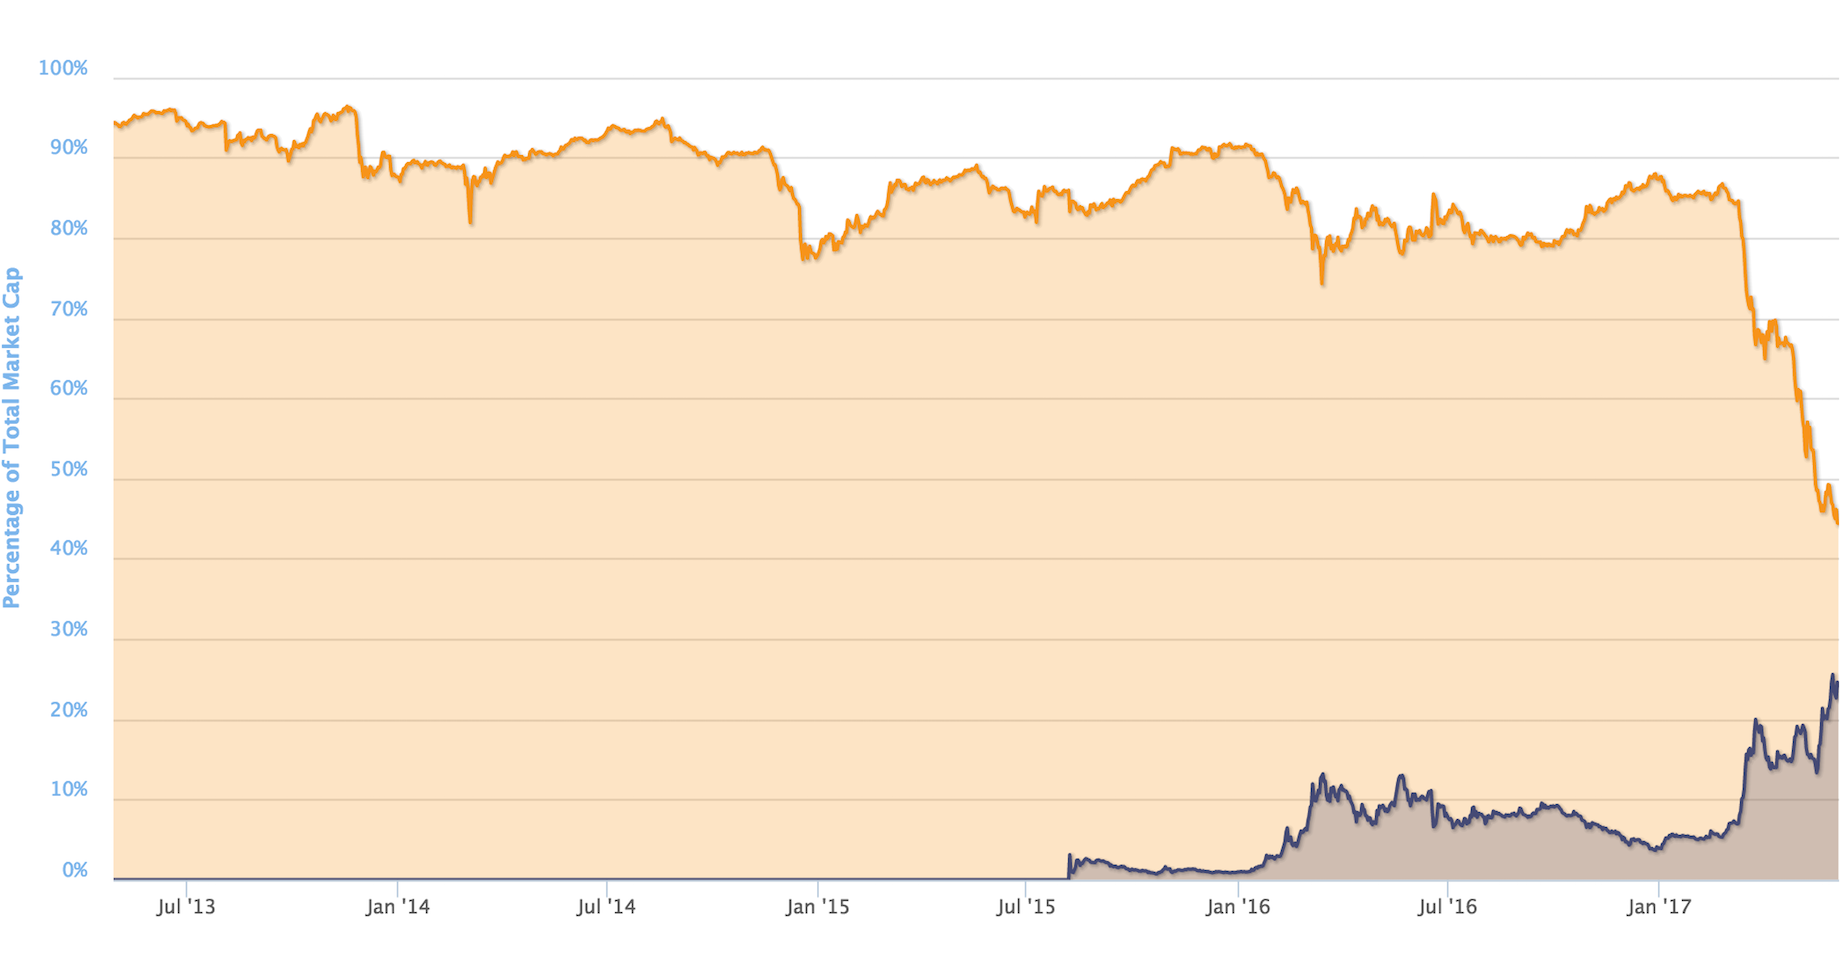 Percentage of Total Market Cap
100%
90%
80%
70%
60%
50%
40%
30%
20%
10%
0%
Jul '13
Jan '14
Jul '14
Jan '15
Jul '15
Jan '16
Jul '16
Jan '17